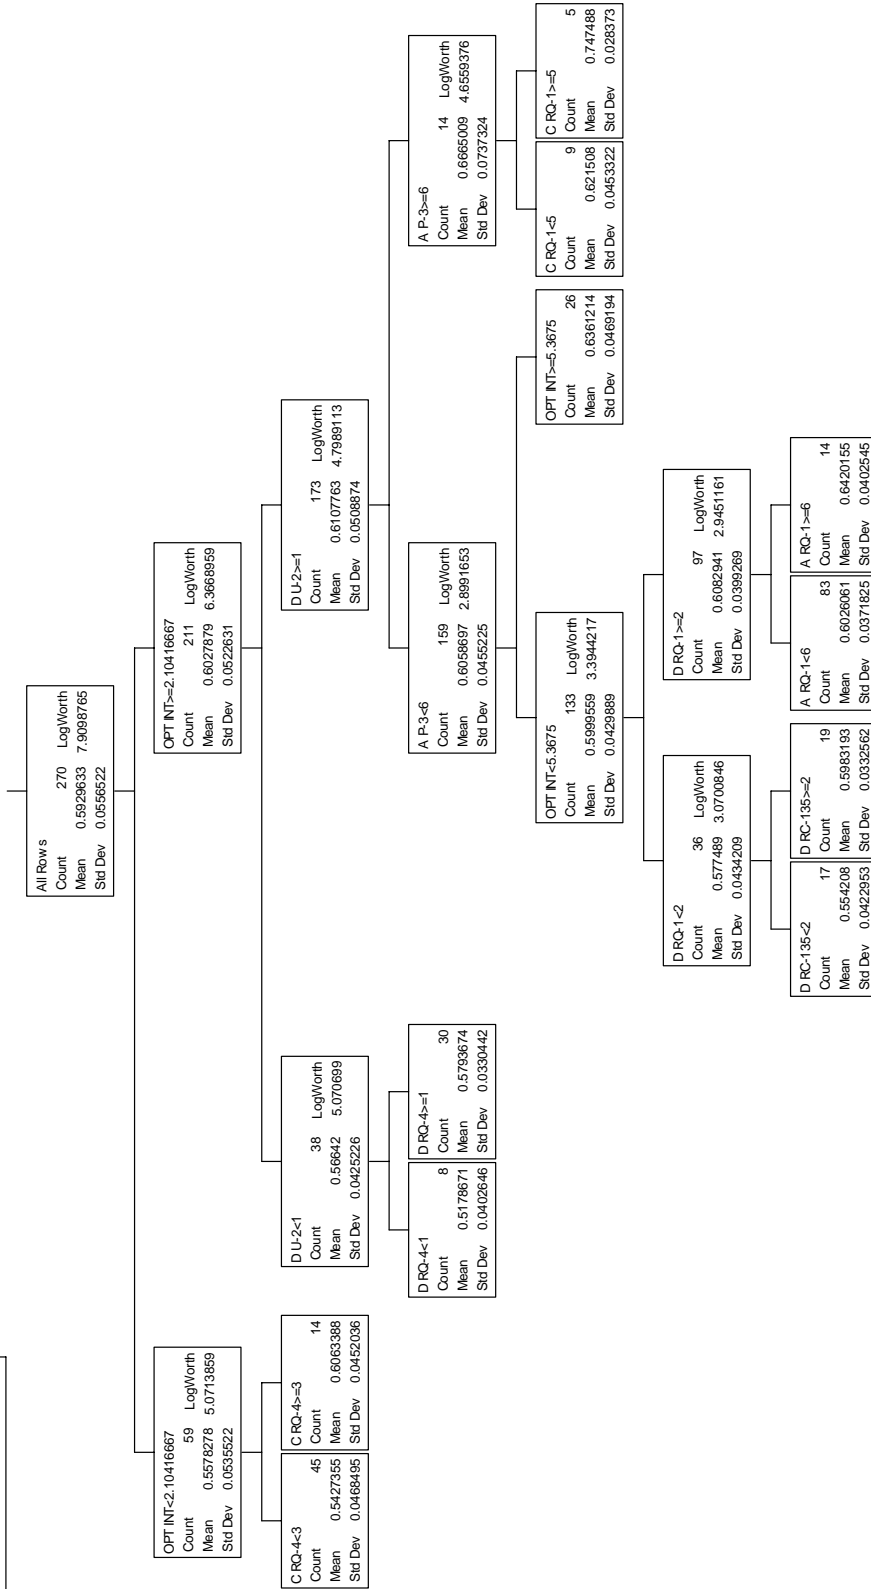 All Rows
Count 270 LogWorth
Mean 0.5929633 7.9098765
Std Dev 0.0556522
OPT INT<2.10416667
Count 59 LogWorth
Mean 0.5578278 5.0713859
Std Dev 0.0535522
OPT INT>=2.10416667
Count 211 LogWorth
Mean 0.6027879 6.3668959
Std Dev 0.0522631
C RQ-4<3
Count 45
Mean 0.5427355
Std Dev 0.0468495
C RQ-4>=3
Count 14
Mean 0.6063388
Std Dev 0.0452036
D U-2<1
Count 38 LogWorth
Mean 0.56642 5.070699
Std Dev 0.0425226
D U-2>=1
Count 173 LogWorth
Mean 0.6107763 4.7989113
Std Dev 0.0508874
D RQ-4<1
Count 8
Mean 0.5178671
Std Dev 0.0402646
D RQ-4>=1
Count 30
Mean 0.5793674
Std Dev 0.0330442
A P-3<6
Count 159 LogWorth
Mean 0.6058697 2.8991653
Std Dev 0.0455225
A P-3>=6
Count 14 LogWorth
Mean 0.6665009 4.6559376
Std Dev 0.0737324
OPT INT<5.3675
Count 133 LogWorth
Mean 0.5999559 3.3944217
Std Dev 0.0429889
OPT INT>=5.3675
Count 26
Mean 0.6361214
Std Dev 0.0469194
C RQ-1<5
Count 9
Mean 0.621508
Std Dev 0.0453322
C RQ-1>=5
Count 5
Mean 0.747488
Std Dev 0.028373
D RQ-1<2
Count 36 LogWorth
Mean 0.577489 3.0700846
Std Dev 0.0434209
D RQ-1>=2
Count 97 LogWorth
Mean 0.6082941 2.9451161
Std Dev 0.0399269
D RC-135<2
Count 17
Mean 0.554208
Std Dev 0.0422953
D RC-135>=2
Count 19
Mean 0.5983193
Std Dev 0.0332562
A RQ-1<6
Count 83
Mean 0.6026061
Std Dev 0.0371825
A RQ-1>=6
Count 14
Mean 0.6420155
Std Dev 0.0402545